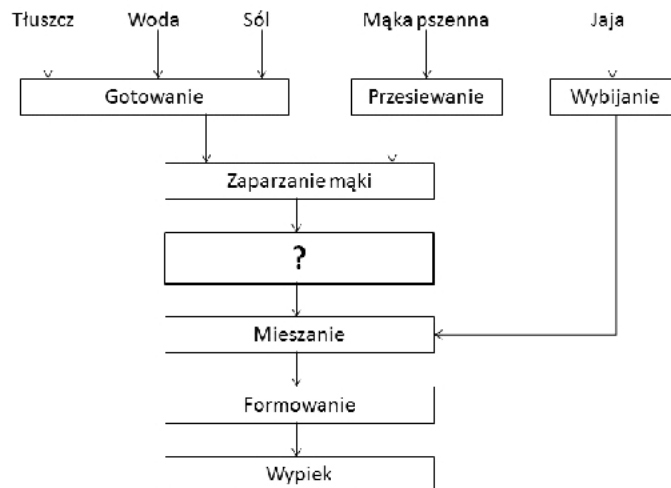 Tłuszcz Woda Sól Mąka pszenna Jaja
Gotowanie Przesiewanie Wybijanie
Zaparzanie mąki
?
Mieszanie
Formowanie
Wypiek